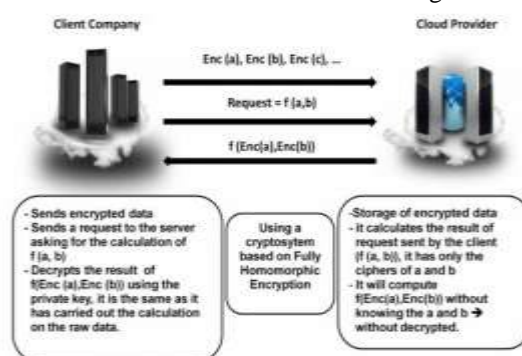 Client Company
Cloud Provider
Enc (a), Enc (b), Enc (c), ...
Request = f (a,b)
f (Enc(a),Enc(b))
- Sends encrypted data
- Sends a request to the server
asking for the calculation of
f (a, b)
- Decrypts the result of
f(Enc (a),Enc (b)) using the
private key, it is the same as it
has carried out the calculation
on the raw data.
Using a
cryptosytem
based on Fully
Homomorphic
Encryption
-Storage of encrypted data
- it calculates the result of
request sent by the client
(f (a, b)), it has only the
ciphers of a and b
- It will compute
f(Enc(a),Enc(b)) without
knowing the a and b →
without decrypted.